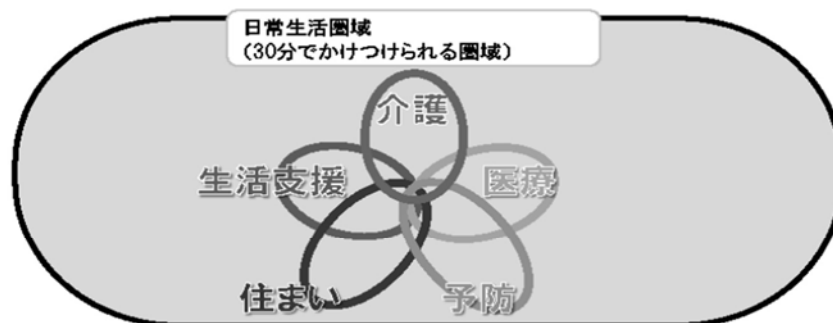 日常生活圏域
(30分でかけつけられる圏域)
介護
生活支援
医療
住まい
予防